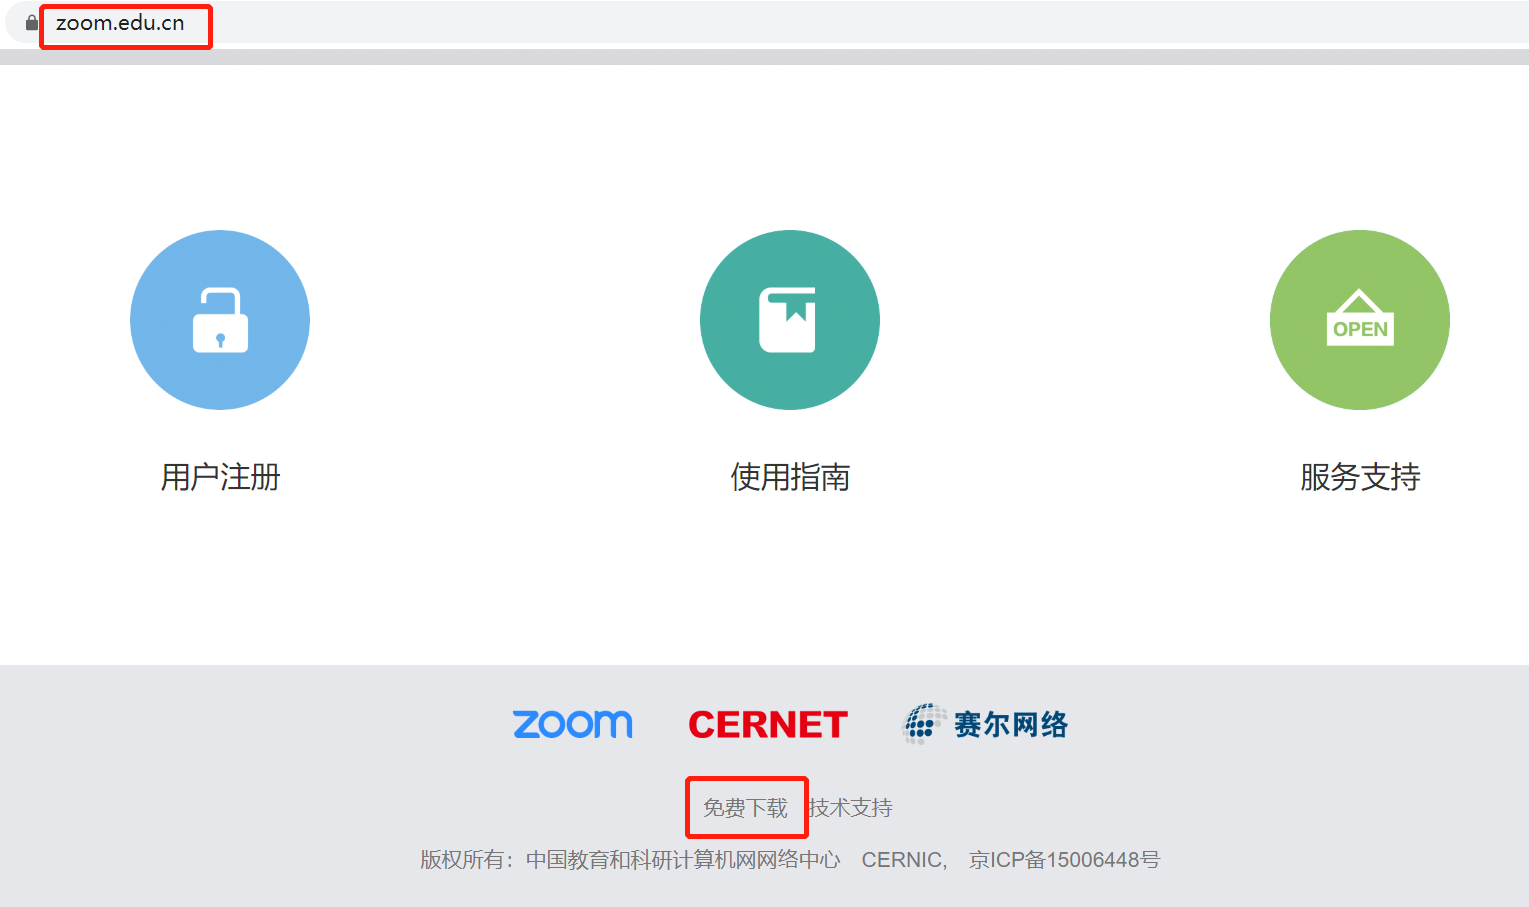 zoom.edu.cn
OPEN
用户注册 使用指南 服务支持
zoom CERNET 赛尔网络
免费下载 技术支持
版权所有：中国教育和科研计算机网网络中心 CERNIC, 京ICP备15006448号